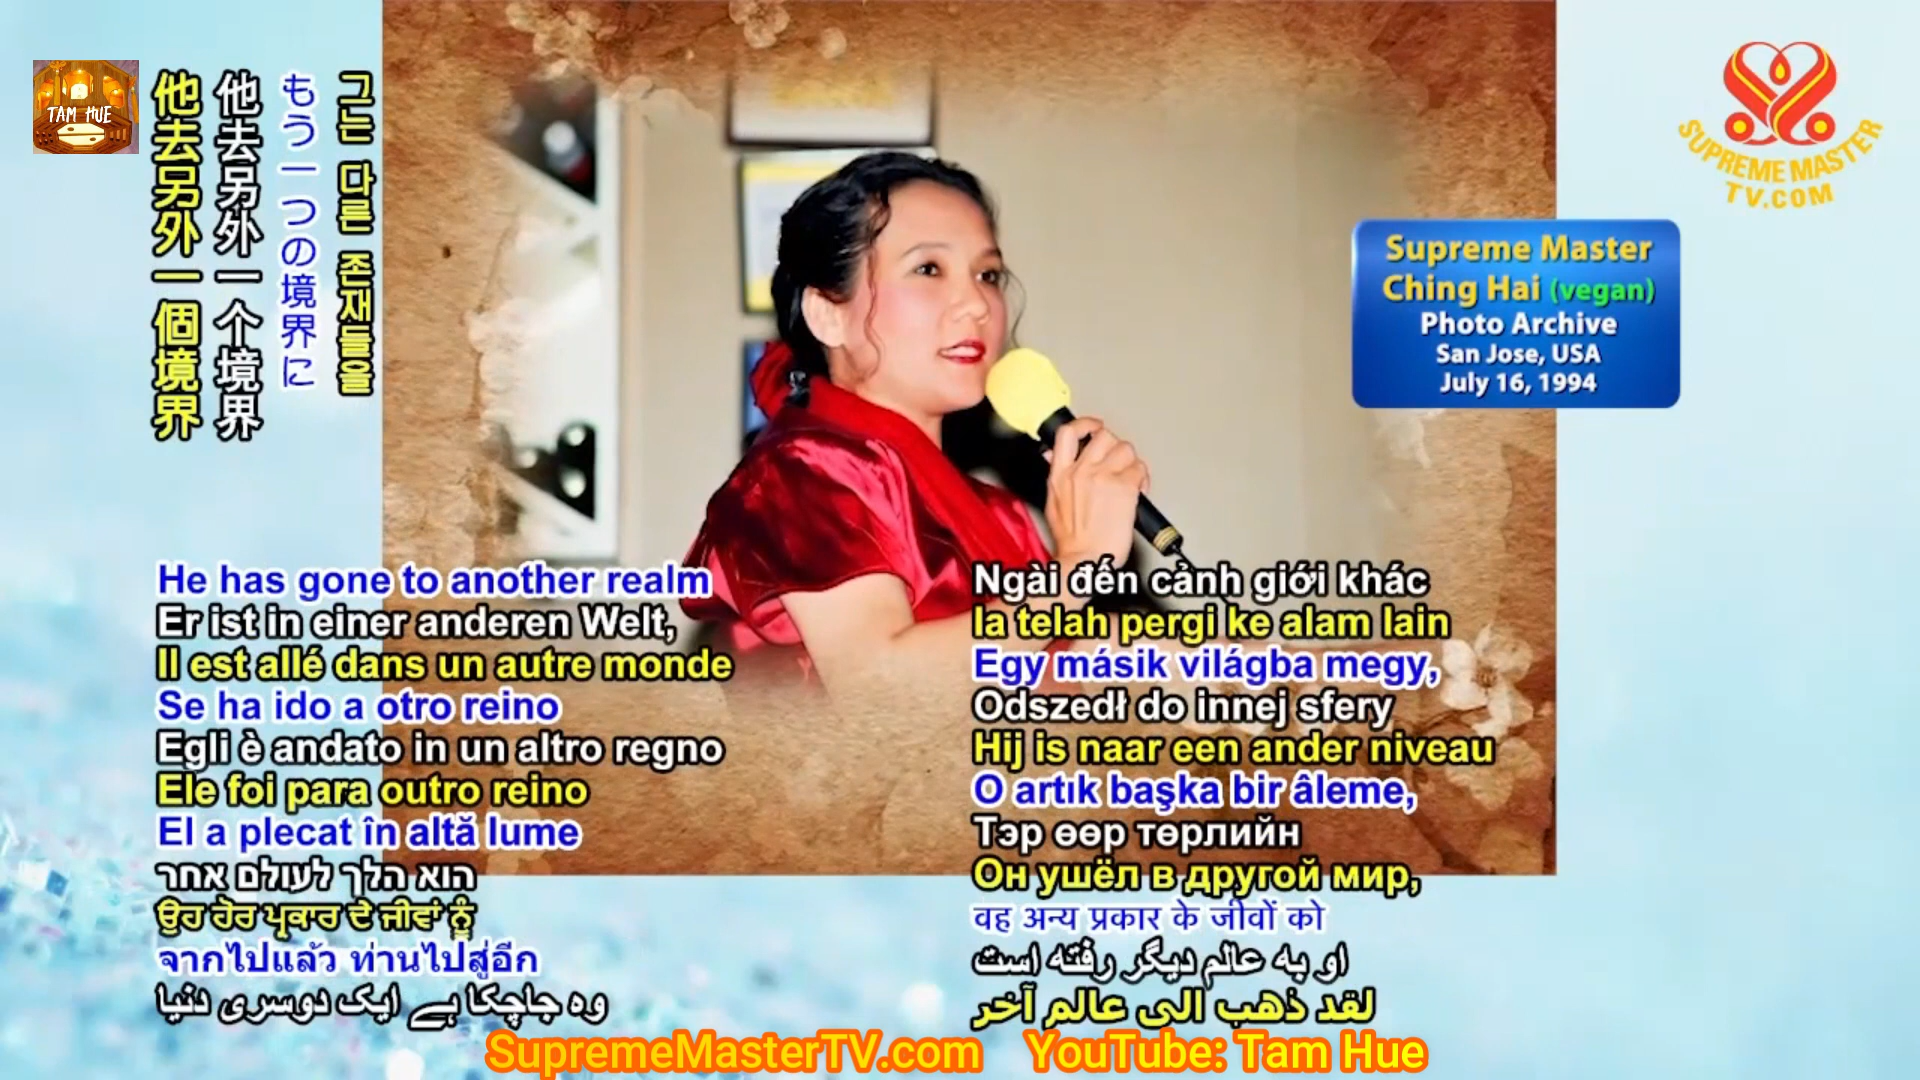 TAM HUE
他去另外一個境界
他去另外一个境界
もう一つの境界に
그는 다른 존재들을
SUPREME MASTER
TV.COM
Supreme Master
Ching Hai (vegan)
Photo Archive
San Jose, USA
July 16, 1994
He has gone to another realm
Er ist in einer anderen Welt,
Il est allé dans un autre monde
Se ha ido a otro reino
Egli è andato in un altro regno
Ele foi para outro reino
El a plecat în altă lume
הוא הלך לעולם אחר
ਉਹ ਹੋਰ ਪ੍ਰਕਾਰ ਦੇ ਜੀਵਾਂ ਨੂੰ
จากไปแล้ว ท่านไปสู่อีก
وہ جاچکا ہے ایک دوسری دنیا
Ngài đến cảnh giới khác
Ia telah pergi ke alam lain
Egy másik világba megy,
Odszedł do innej sfery
Hij is naar een ander niveau
O artık başka bir âleme,
Тэр өөр төрлийн
Он ушёл в другой мир,
वह अन्य प्रकार के जीवों को
او به عالم دیگر رفته است
لقد ذهب الى عالم آخر
SupremeMasterTV.com YouTube: Tam Hue